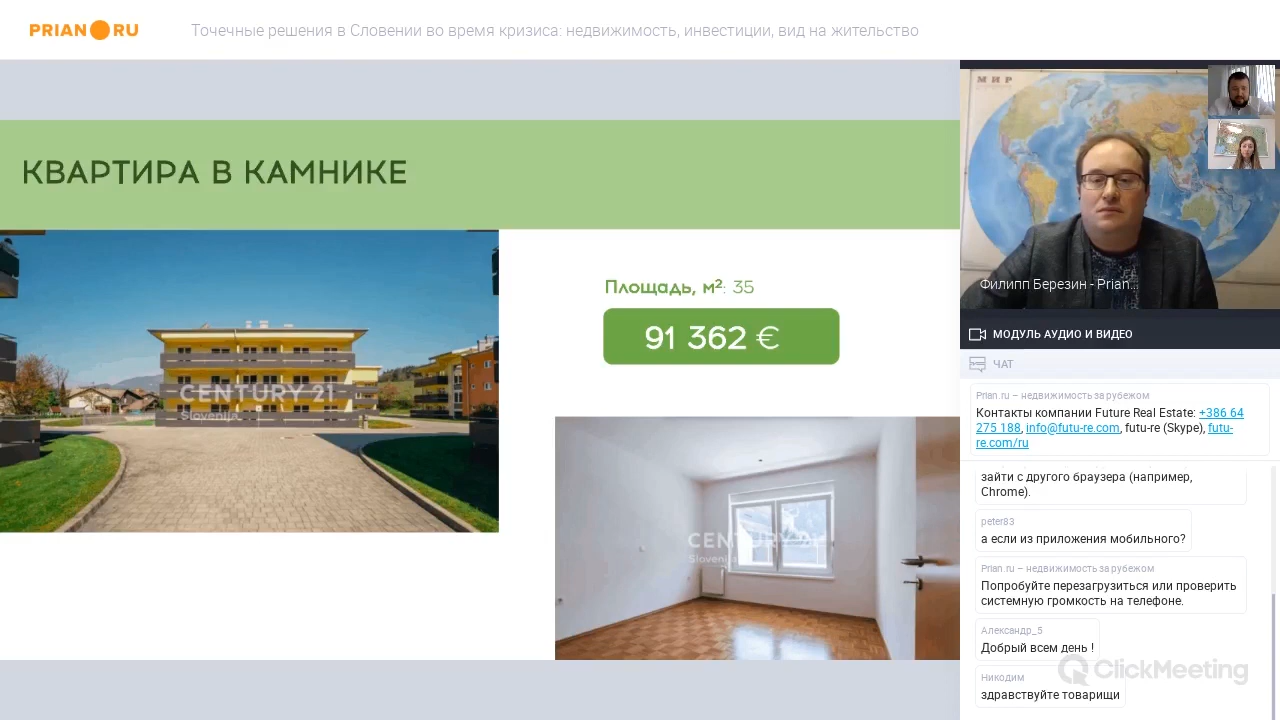 PRIAN RU
Точечные решения в Словении во время кризиса: недвижимость, инвестиции, вид на жительство
КВАРТИРА В КАМНИКЕ
CENTURY 21
Slovenija
Площадь, м²: 35
91 362 €
CENTURY 21
Slovenija
МИР
Филипп Березин - Prian...
МОДУЛЬ АУДИО И ВИДЕО
ЧАТ
Prian.ru – недвижимость за рубежом
Контакты компании Future Real Estate: +386 64
275 188, info@futu-re.com, futu-re (Skype), futu-
re.com/ru
зайти с другого браузера (например,
Chrome).
peter83
а если из приложения мобильного?
Prian.ru – недвижимость за рубежом
Попробуйте перезагрузиться или проверить
системную громкость на телефоне.
Александр_5
Добрый всем день !
Никодим
здравствуйте товарищи
ClickMeeting